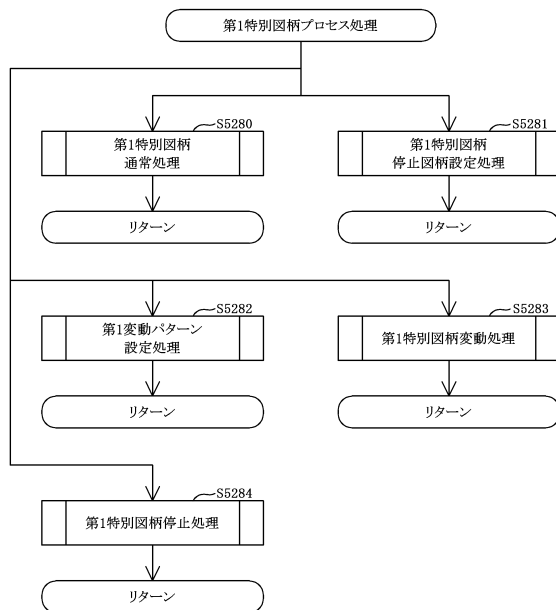 第1特別図柄プロセス処理
S5280
第1特別図柄
通常処理
リターン
S5281
第1特別図柄
停止図柄設定処理
リターン
S5282
第1変動パターン
設定処理
リターン
S5283
第1特別図柄変動処理
リターン
S5284
第1特別図柄停止処理
リターン